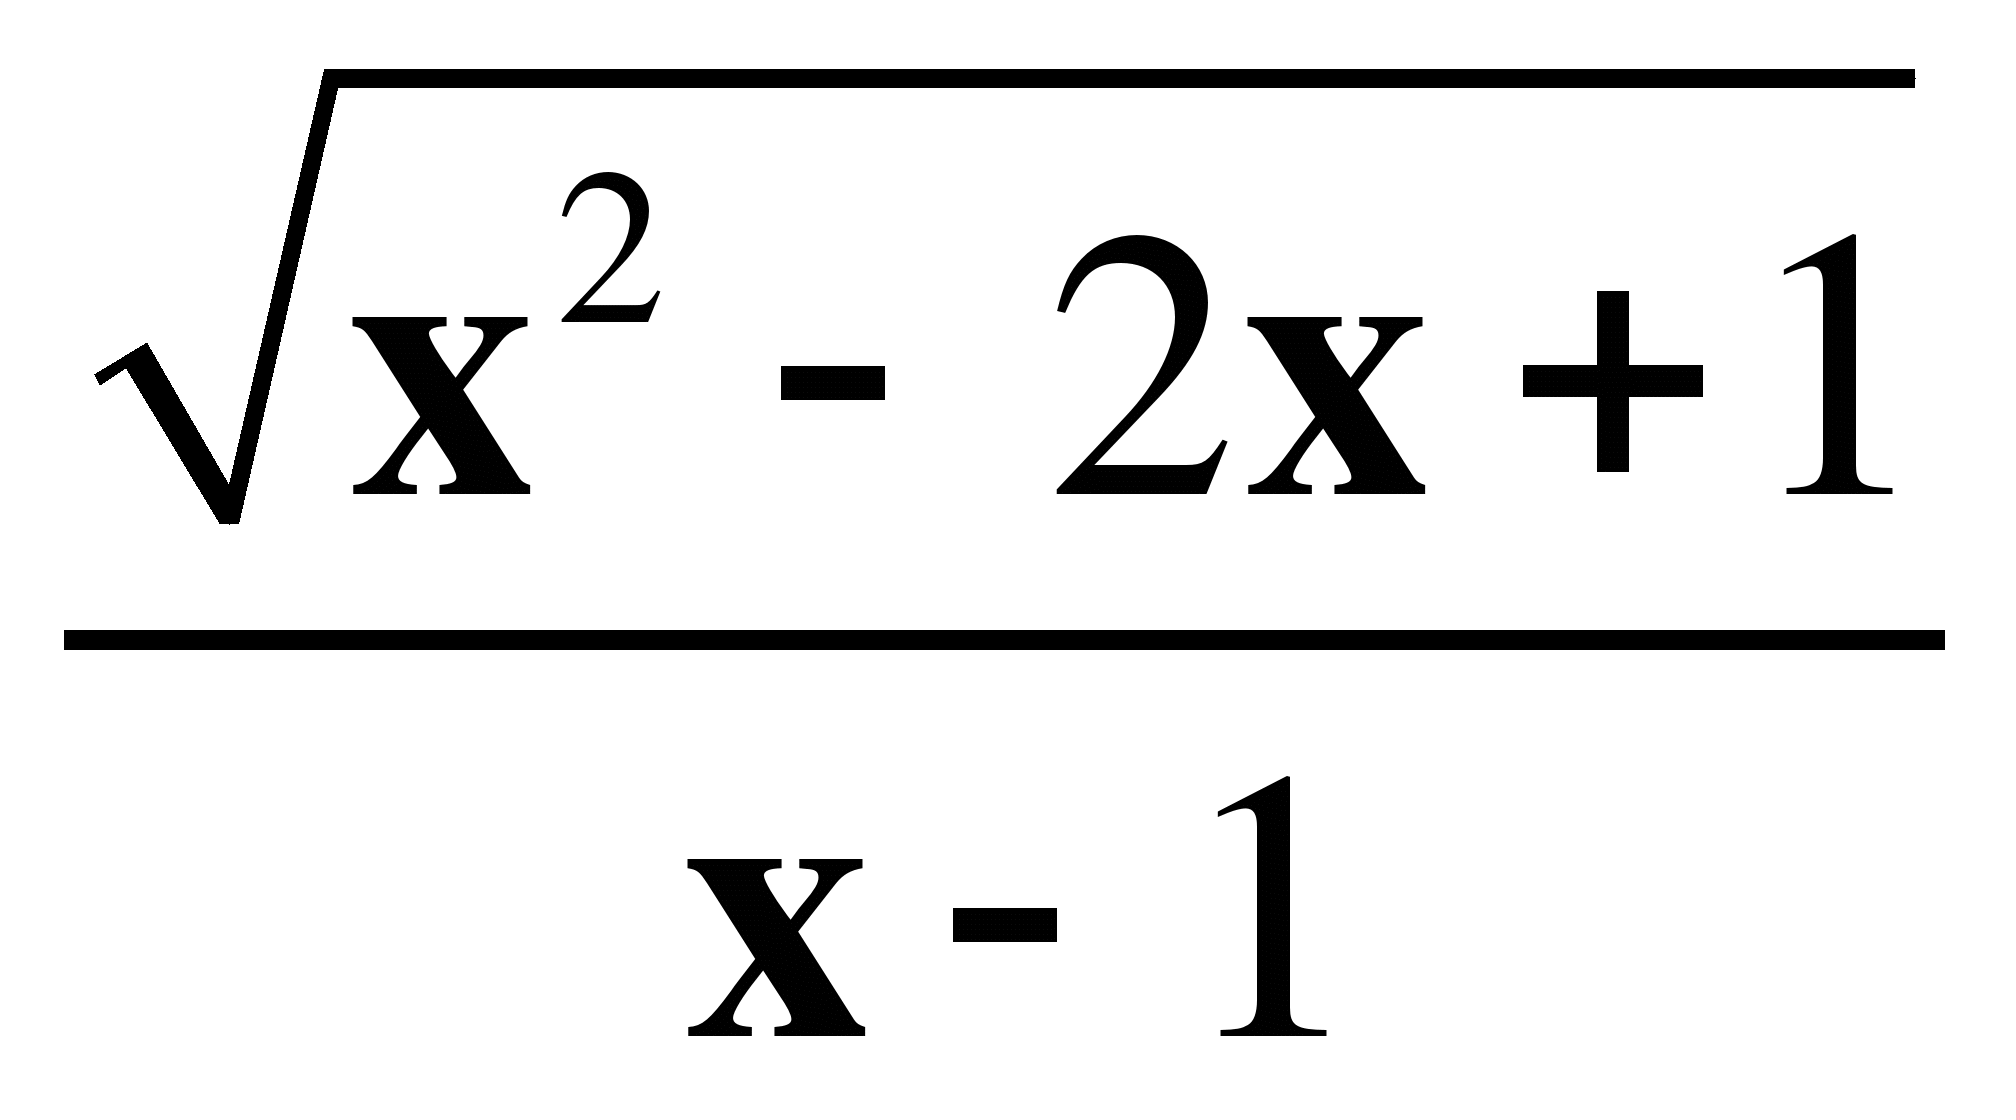 √(x² - 2x + 1)
x - 1